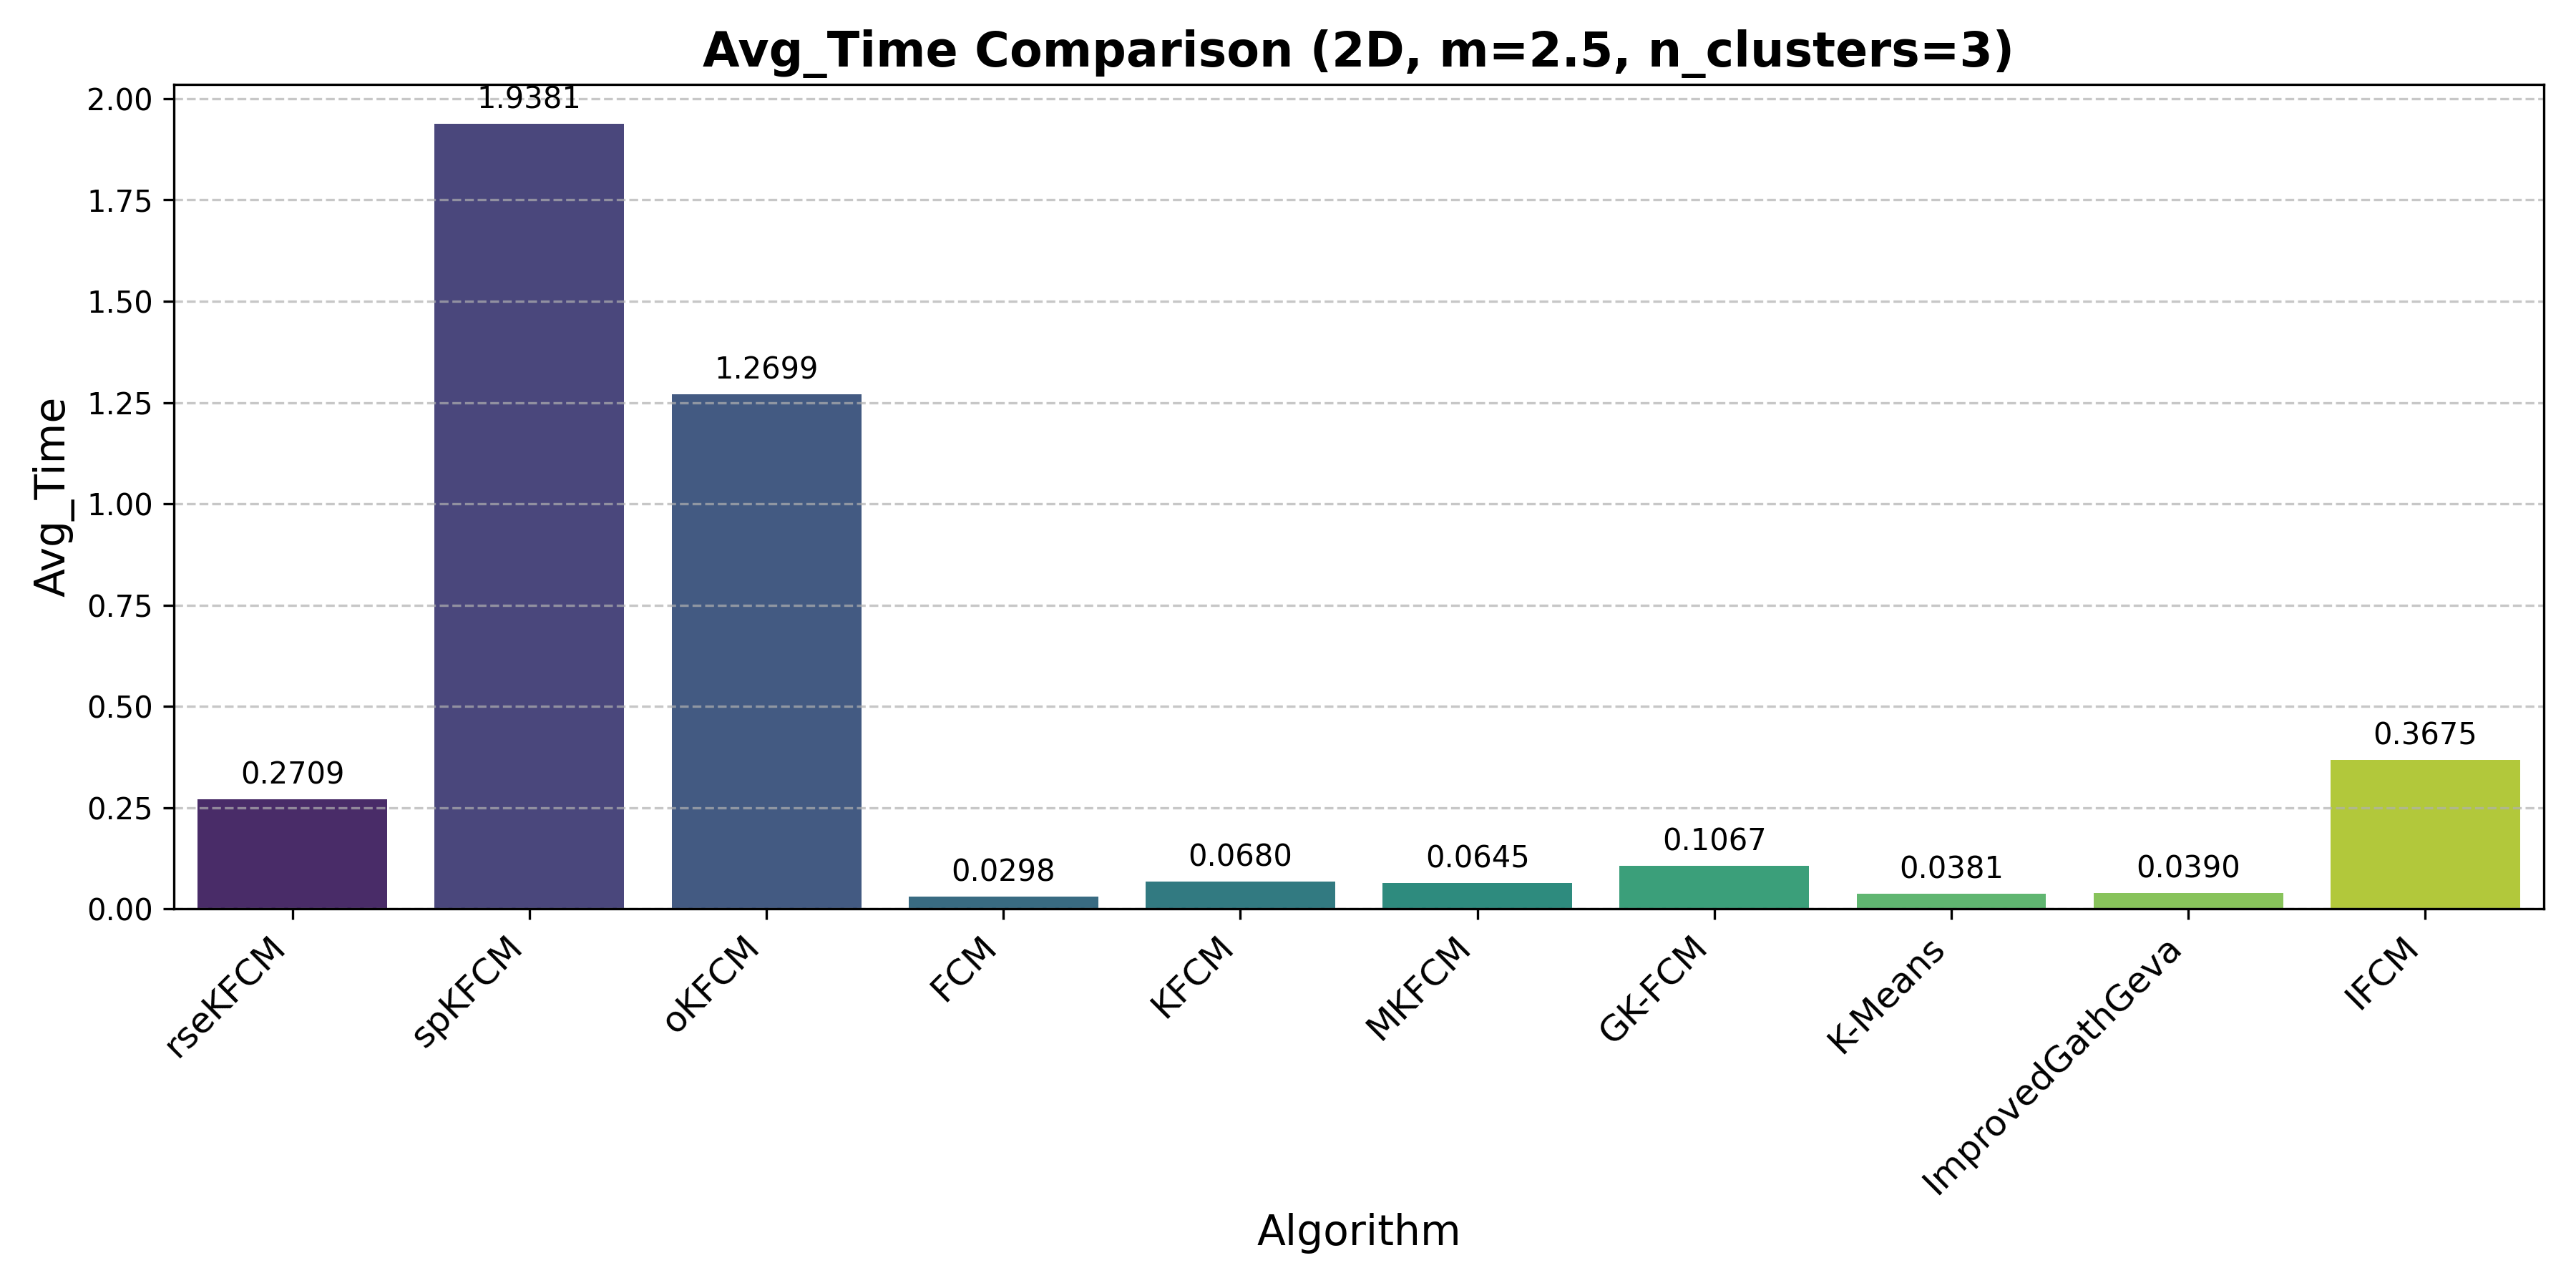 Avg_Time Comparison (2D, m=2.5, n_clusters=3)
Avg_Time
2.00
1.75
1.50
1.25
1.00
0.75
0.50
0.25
0.00
0.2709
1.9381
1.2699
0.0298
0.0680
0.0645
0.1067
0.0381
0.0390
0.3675
rseKFCM
spKFCM
oKFCM
FCM
KFCM
MKFCM
GK-FCM
K-Means
ImprovedGathGeva
IFCM
Algorithm